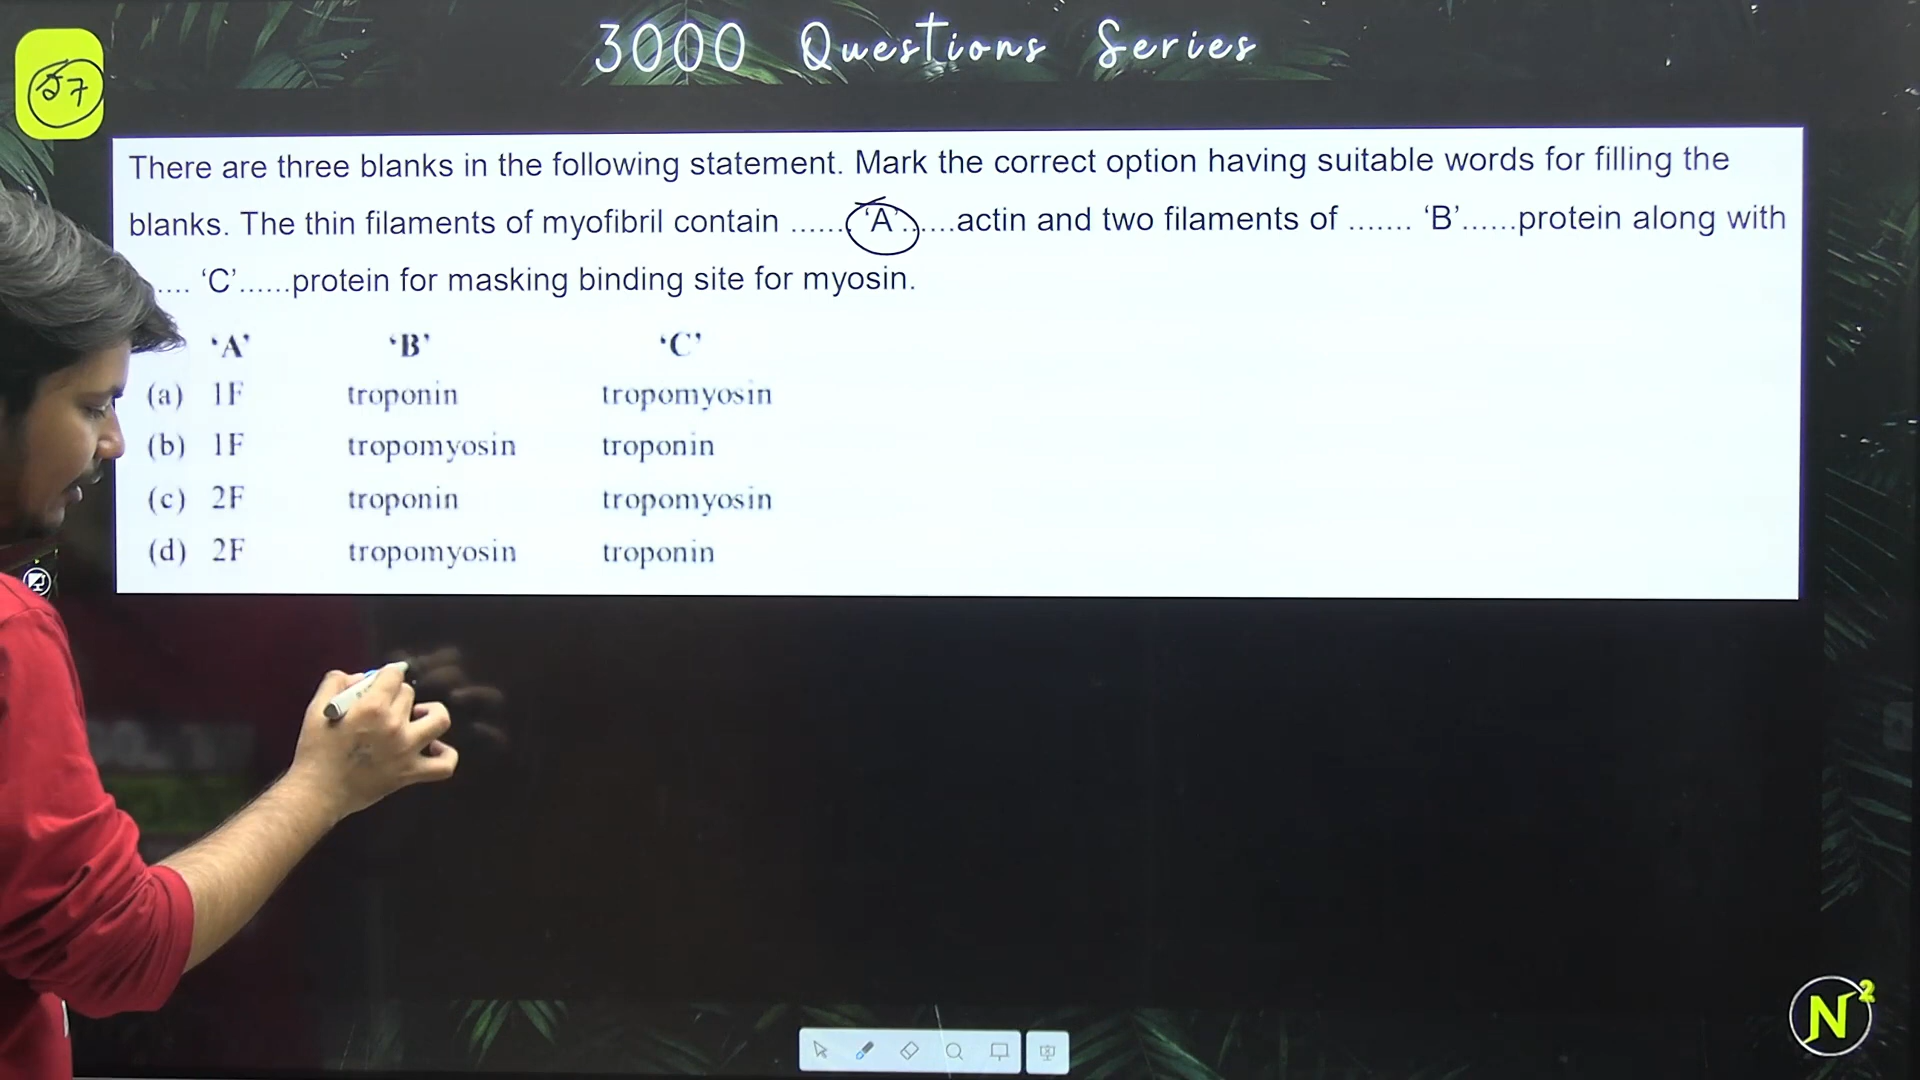 3000 Questions Series
57
There are three blanks in the following statement. Mark the correct option having suitable words for filling the
blanks. The thin filaments of myofibril contain ...... 'A'......actin and two filaments of ....... 'B'......protein along with
.... 'C'......protein for masking binding site for myosin.
'A' 'B' 'C'
(a) 1F troponin tropomyosin
(b) 1F tropomyosin troponin
(c) 2F troponin tropomyosin
(d) 2F tropomyosin troponin
N2